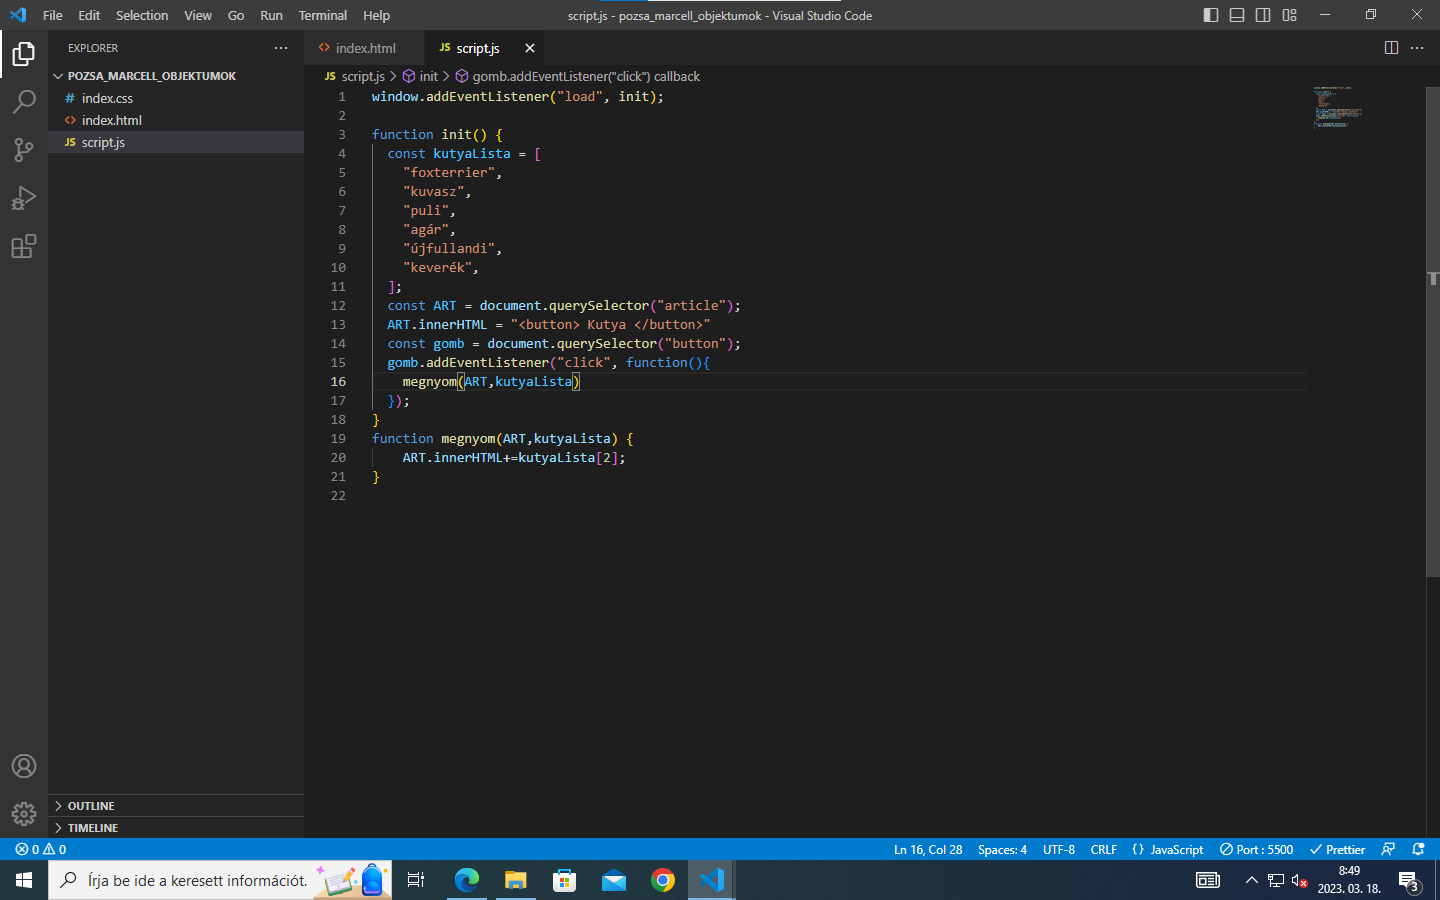 File Edit Selection View Go Run Terminal Help
script.js - pozsa_marcell_objektumok - Visual Studio Code
EXPLORER
POZSA_MARCELL_OBJEKTUMOK
# index.css
<> index.html
JS script.js
OUTLINE
TIMELINE
<> index.html
JS script.js
JS script.js > init > gomb.addEventListener("click") callback
1 window.addEventListener("load", init);
2
3 function init() {
4 const kutyaLista = [
5 "foxterrier",
6 "kuvasz",
7 "puli",
8 "agár",
9 "újfullandi",
10 "keverék",
11 ];
12 const ART = document.querySelector("article");
13 ART.innerHTML = "<button> Kutya </button>"
14 const gomb = document.querySelector("button");
15 gomb.addEventListener("click", function(){
16 megnyom(ART,kutyaLista)
17 });
18 }
19 function megnyom(ART,kutyaLista) {
20 ART.innerHTML+=kutyaLista[2];
21 }
22
0 0
Ln 16, Col 28 Spaces: 4 UTF-8 CRLF {} JavaScript Port : 5500 Prettier
Írja be ide a keresett információt.
8:49
2023. 03. 18.
3